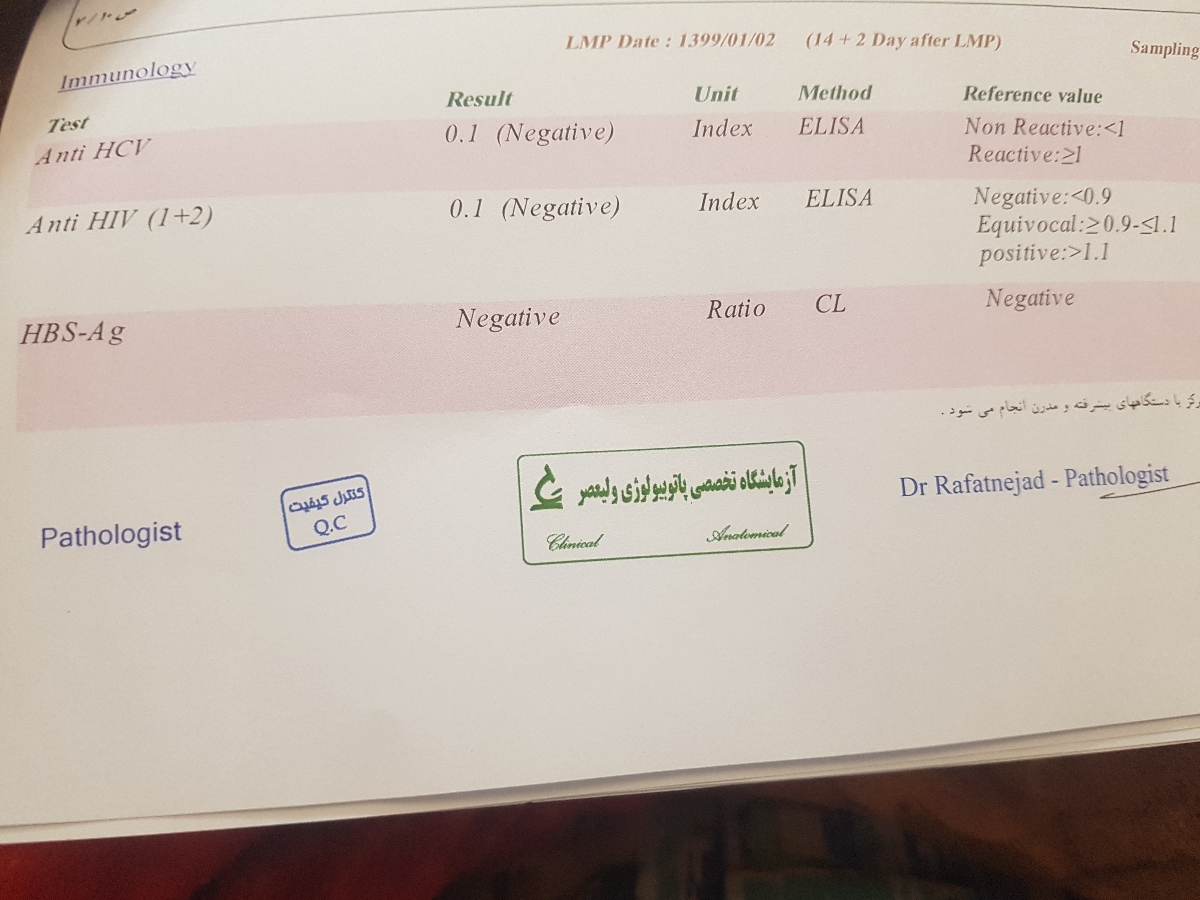 ص ۱۰ / ۷
LMP Date : 1399/01/02 (14 + 2 Day after LMP) Sampling
Immunology
Test Result Unit Method Reference value
Anti HCV 0.1 (Negative) Index ELISA Non Reactive:<1
Reactive:≥1
Anti HIV (1+2) 0.1 (Negative) Index ELISA Negative:<0.9
Equivocal:≥0.9-≤1.1
positive:>1.1
HBS-Ag Negative Ratio CL Negative
با دستگاههای پیشرفته و مدرن انجام می شود .
Pathologist
کنترل کیفیت
Q.C
آزمایشگاه تخصصی پاتوبیولوژی ولیعصر
Clinical Anatomical
Dr Rafatnejad - Pathologist